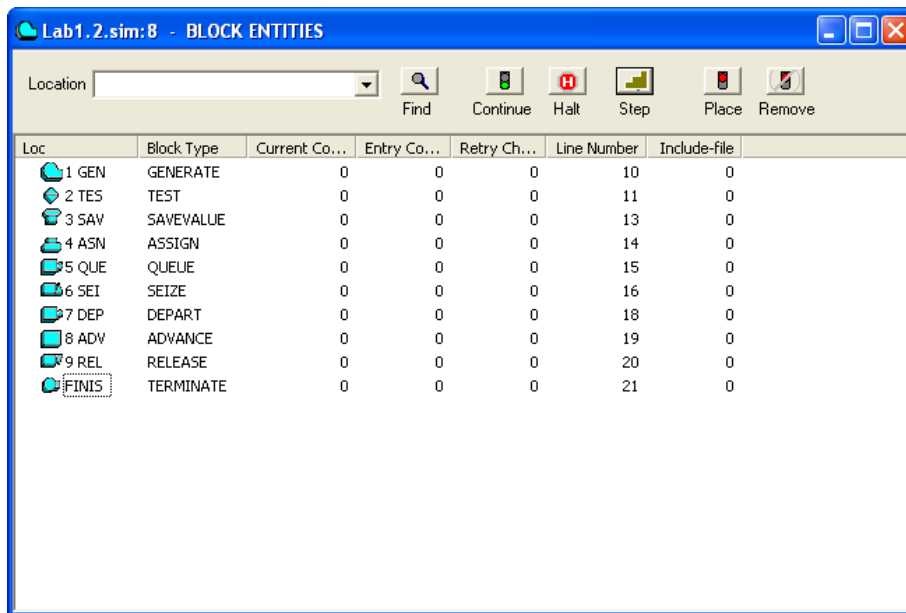 Lab1.2.sim:8 - BLOCK ENTITIES
Location
Find Continue Halt Step Place Remove
Loc Block Type Current Co... Entry Co... Retry Ch... Line Number Include-file
1 GEN GENERATE 0 0 0 10 0
2 TES TEST 0 0 0 11 0
3 SAV SAVEVALUE 0 0 0 13 0
4 ASN ASSIGN 0 0 0 14 0
5 QUE QUEUE 0 0 0 15 0
6 SEI SEIZE 0 0 0 16 0
7 DEP DEPART 0 0 0 18 0
8 ADV ADVANCE 0 0 0 19 0
9 REL RELEASE 0 0 0 20 0
FINIS TERMINATE 0 0 0 21 0